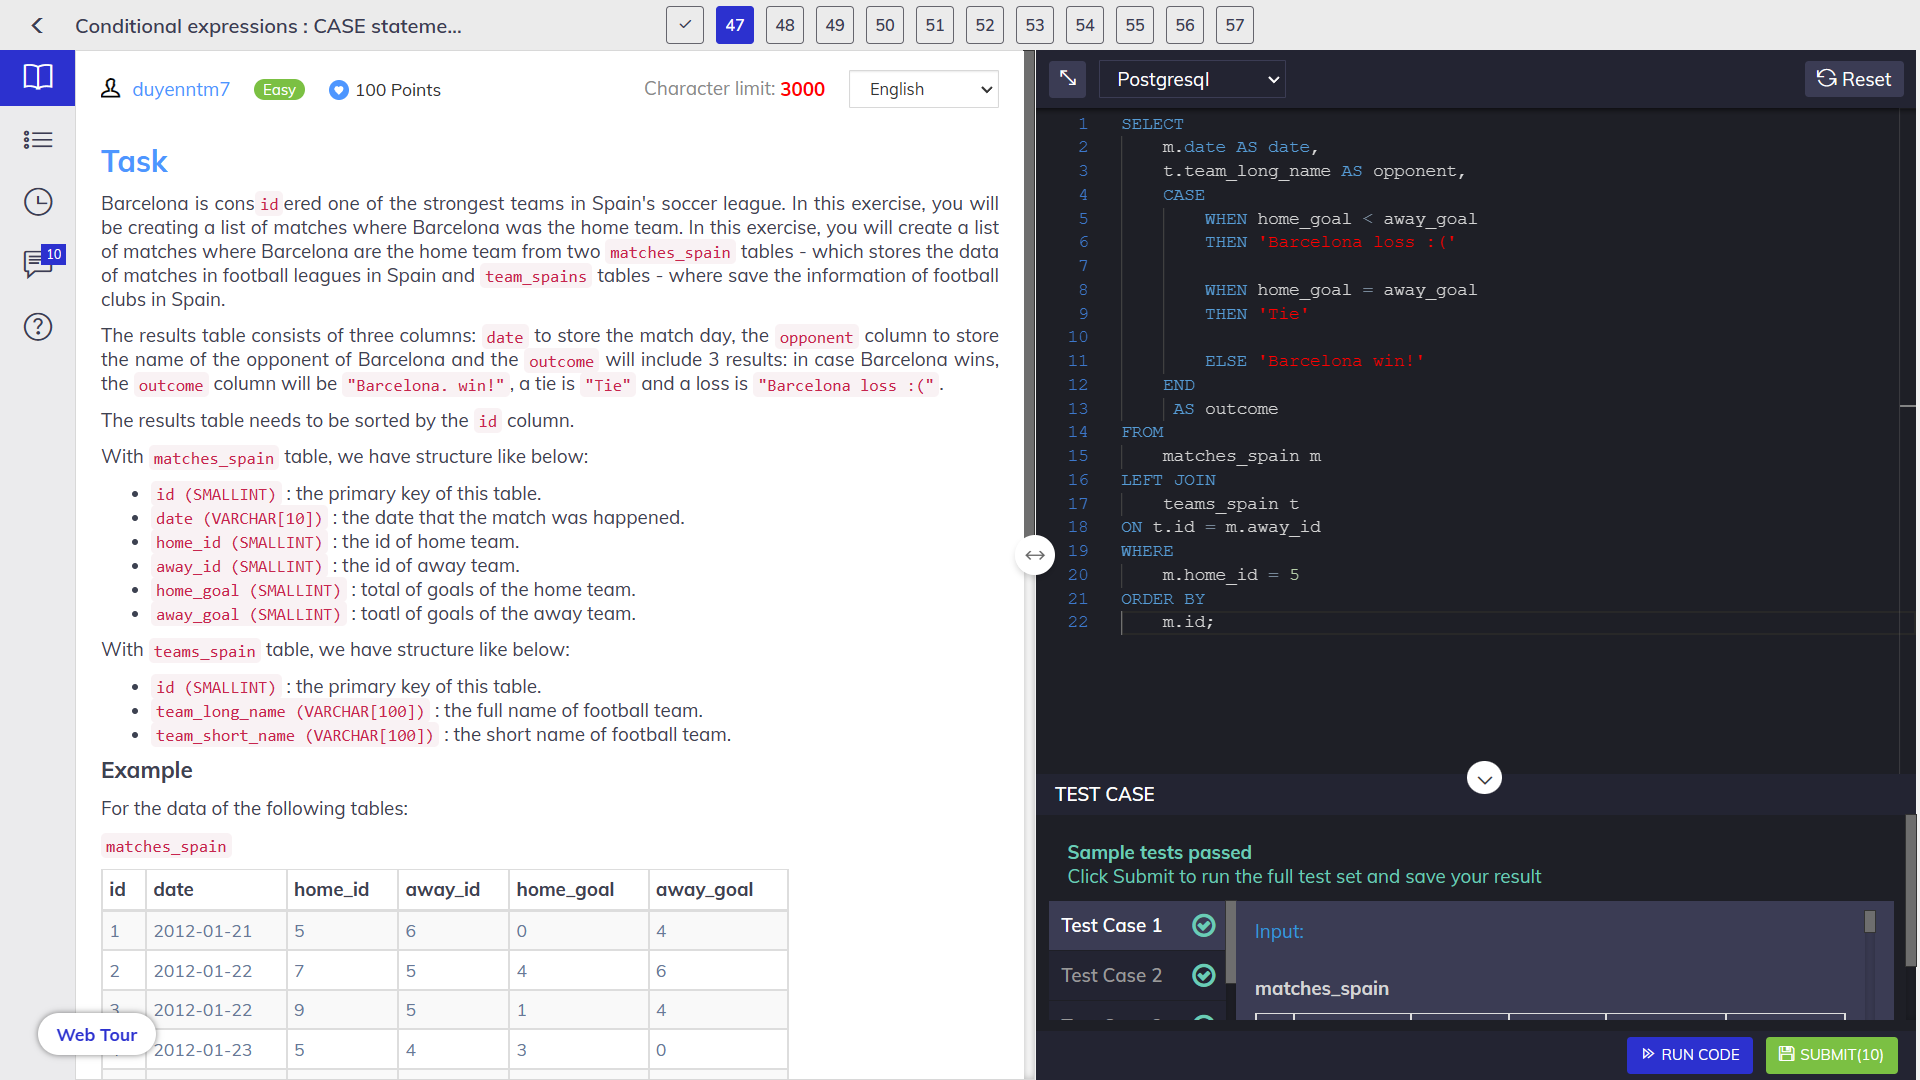 Conditional expressions : CASE stateme...
47 48 49 50 51 52 53 54 55 56 57
duyenntm7 Easy 100 Points Character limit: 3000 English
Task
Barcelona is considered one of the strongest teams in Spain's soccer league. In this exercise, you will
be creating a list of matches where Barcelona was the home team. In this exercise, you will create a list
of matches where Barcelona are the home team from two matches_spain tables - which stores the data
of matches in football leagues in Spain and team_spains tables - where save the information of football
clubs in Spain.
The results table consists of three columns: date to store the match day, the opponent column to store
the name of the opponent of Barcelona and the outcome will include 3 results: in case Barcelona wins,
the outcome column will be "Barcelona. win!", a tie is "Tie" and a loss is "Barcelona loss :(".
The results table needs to be sorted by the id column.
With matches_spain table, we have structure like below:
id (SMALLINT) : the primary key of this table.
date (VARCHAR[10]) : the date that the match was happened.
home_id (SMALLINT) : the id of home team.
away_id (SMALLINT) : the id of away team.
home_goal (SMALLINT) : total of goals of the home team.
away_goal (SMALLINT) : toatl of goals of the away team.
With teams_spain table, we have structure like below:
id (SMALLINT) : the primary key of this table.
team_long_name (VARCHAR[100]) : the full name of football team.
team_short_name (VARCHAR[100]) : the short name of football team.
Example
For the data of the following tables:
matches_spain
id date home_id away_id home_goal away_goal
1 2012-01-21 5 6 0 4
2 2012-01-22 7 5 4 6
3 2012-01-22 9 5 1 4
2012-01-23 5 4 3 0
10
Web Tour
Postgresql Reset
1 SELECT
2 m.date AS date,
3 t.team_long_name AS opponent,
4 CASE
5 WHEN home_goal < away_goal
6 THEN 'Barcelona loss :('
7
8 WHEN home_goal = away_goal
9 THEN 'Tie'
10
11 ELSE 'Barcelona win!'
12 END
13 AS outcome
14 FROM
15 matches_spain m
16 LEFT JOIN
17 teams_spain t
18 ON t.id = m.away_id
19 WHERE
20 m.home_id = 5
21 ORDER BY
22 m.id;
TEST CASE
Sample tests passed
Click Submit to run the full test set and save your result
Test Case 1
Test Case 2
Input:
matches_spain
RUN CODE SUBMIT(10)